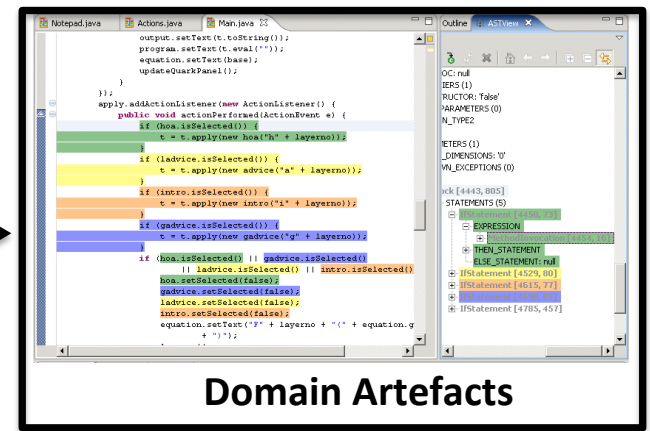 Notepad.java
Actions.java
Main.java
output.setText(t.toString());
program.setText(t.eval(""));
equation.setText(base);
updateQuarkPanel();
}
});
apply.addActionListener(new ActionListener() {
public void actionPerformed(ActionEvent e) {
if (hoa.isSelected()) {
t = t.apply(new hoa("h" + layerno));
}
if (ladvice.isSelected()) {
t = t.apply(new advice("a" + layerno));
}
if (intro.isSelected()) {
t = t.apply(new intro("i" + layerno));
}
if (gadvice.isSelected()) {
t = t.apply(new gadvice("g" + layerno));
}
if (hoa.isSelected() || gadvice.isSelected()
|| ladvice.isSelected() || intro.isSelected()
hoa.setSelected(false);
gadvice.setSelected(false);
ladvice.setSelected(false);
intro.setSelected(false);
equation.setText("F" + layerno + "(" + equation.g
+ ")");
Outline
ASTView
OC: null
IERS (1)
RUCTOR: 'false'
PARAMETERS (0)
N_TYPE2
IETERS (1)
_DIMENSIONS: '0'
WN_EXCEPTIONS (0)
ock [4443, 805]
STATEMENTS (5)
IfStatement [4450, 73]
EXPRESSION
MethodInvocation [4454, 16]
THEN_STATEMENT
ELSE_STATEMENT: null
IfStatement [4529, 80]
IfStatement [4615, 77]
IfStatement
IfStatement [4785, 457]
Domain Artefacts